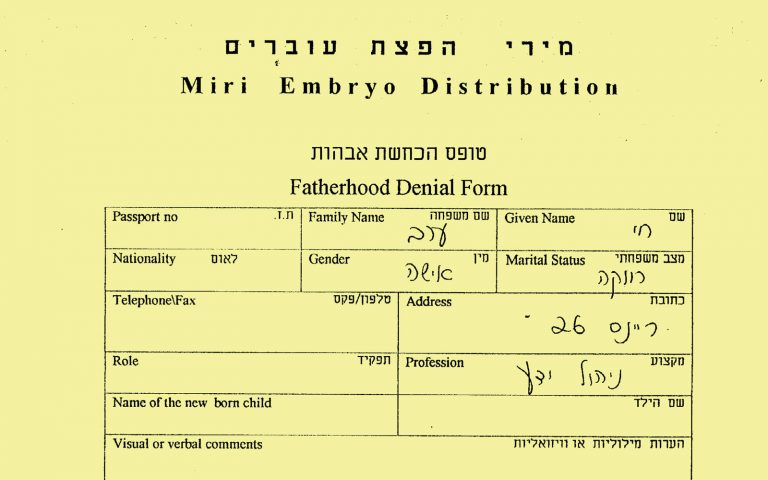 מירי הפצת עוברים
Miri Embryo Distribution
טופס הכחשת אבהות
Fatherhood Denial Form
Passport no ת.ז. Family Name שם משפחה Given Name שם
ערב חי
Nationality לאום Gender מין Marital Status מצב משפחתי
אישה רווקה
Telephone\Fax טלפון/פקס Address כתובת
ריינס 26
Role תפקיד Profession מקצוע
ניהול ידע
Name of the new born child שם הילד
Visual or verbal comments הערות מילוליות או וויזואליות